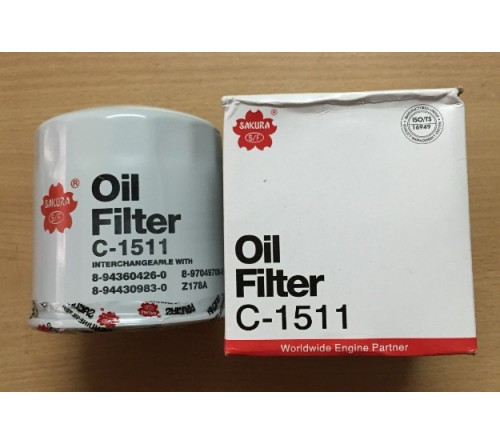 SAKURA
S/F
®
Oil
Filter
C-1511
INTERCHANGEABLE WITH
8-94360426-0
8-94430983-0 Z178A
SAKURA
SAKURA
S/F
®
ISO/TS
16949
Oil
Filter
C-1511
Worldwide Engine Partner